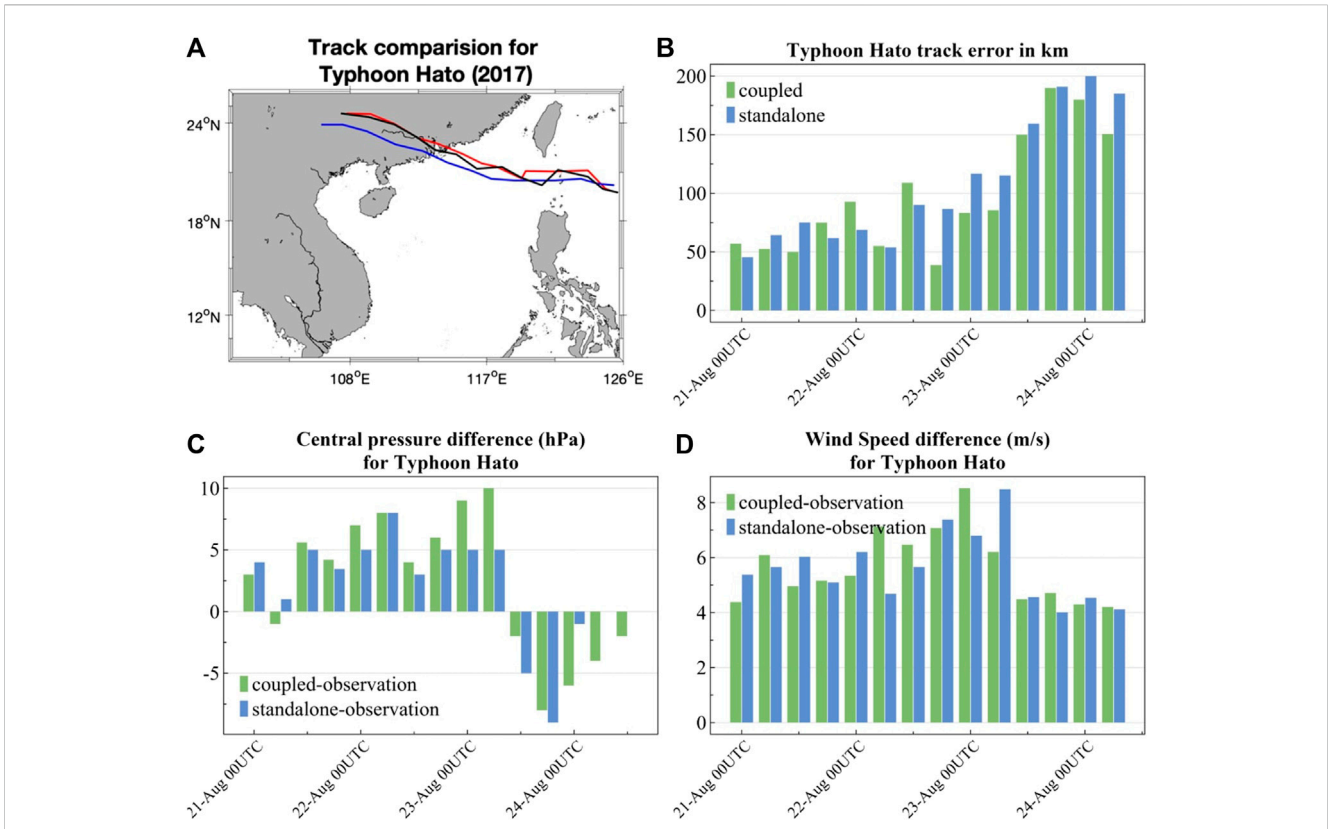 A
Track comparision for
Typhoon Hato (2017)
24°N
18°N
12°N
108°E
117°E
126°E
B
Typhoon Hato track error in km
200
150
100
50
0
coupled
standalone
21-Aug 00UTC
22-Aug 00UTC
23-Aug 00UTC
24-Aug 00UTC
C
Central pressure difference (hPa)
for Typhoon Hato
10
5
0
-5
coupled-observation
standalone-observation
21-Aug 00UTC
22-Aug 00UTC
23-Aug 00UTC
24-Aug 00UTC
D
Wind Speed difference (m/s)
for Typhoon Hato
8
6
4
2
0
coupled-observation
standalone-observation
21-Aug 00UTC
22-Aug 00UTC
23-Aug 00UTC
24-Aug 00UTC